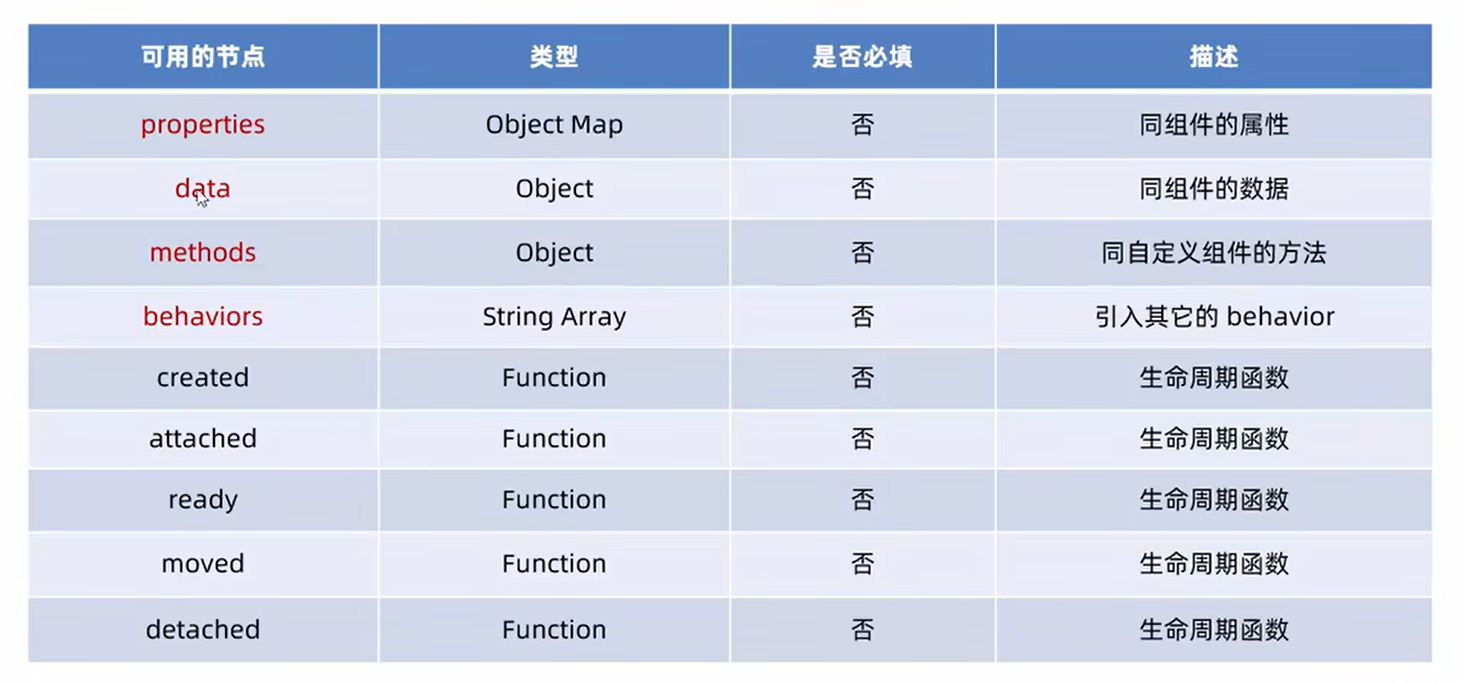 可用的节点 类型 是否必填 描述
properties Object Map 否 同组件的属性
data Object 否 同组件的数据
methods Object 否 同自定义组件的方法
behaviors String Array 否 引入其它的 behavior
created Function 否 生命周期函数
attached Function 否 生命周期函数
ready Function 否 生命周期函数
moved Function 否 生命周期函数
detached Function 否 生命周期函数